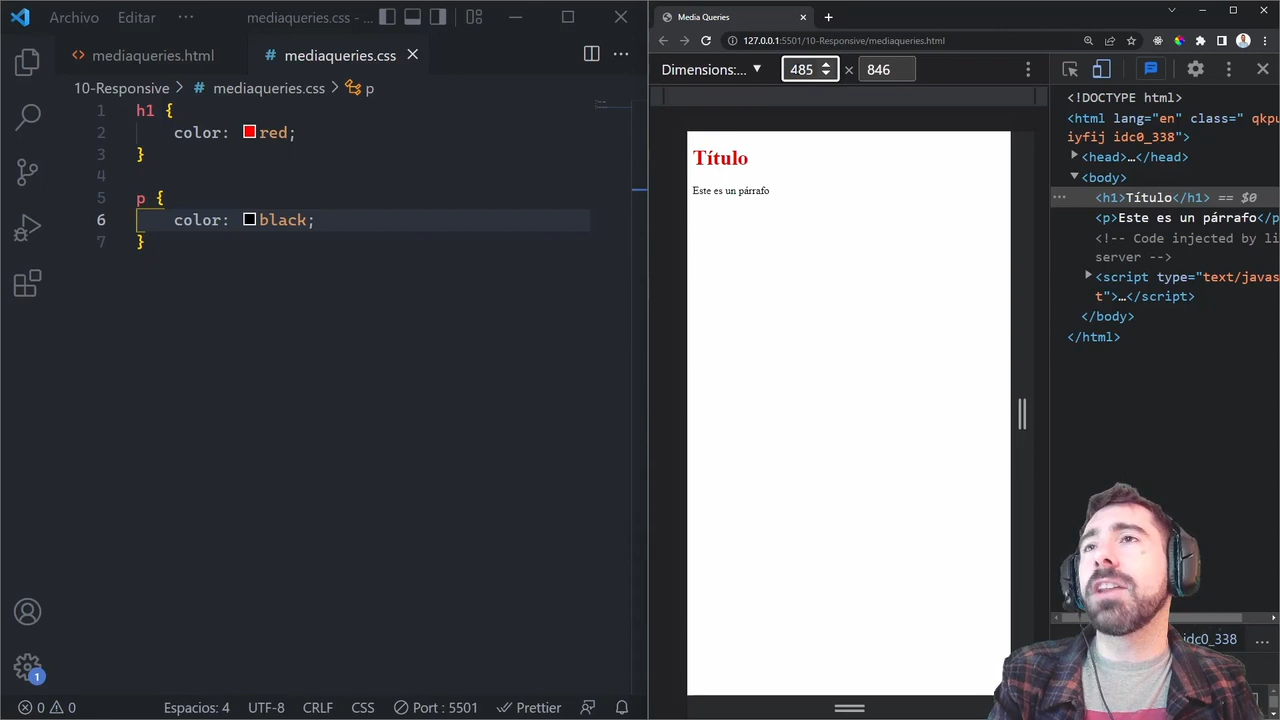 Archivo Editar ··· mediaqueries.css - ...
mediaqueries.html # mediaqueries.css
10-Responsive > # mediaqueries.css > p
1 h1 {
2 color: red;
3 }
4
5 p {
6 color: black;
7 }
1
0 0 Espacios: 4 UTF-8 CRLF CSS Port : 5501 Prettier
Media Queries
127.0.0.1:5501/10-Responsive/mediaqueries.html
Dimensions:... 485 × 846
Título
Este es un párrafo
<!DOCTYPE html>
<html lang="en" class=" qkpu
iyfij idc0_338">
<head>…</head>
<body>
··· <h1>Título</h1> == $0
<p>Este es un párrafo</p
<!-- Code injected by li
server -->
<script type="text/javas
t">…</script>
</body>
</html>
idc0_338 ...